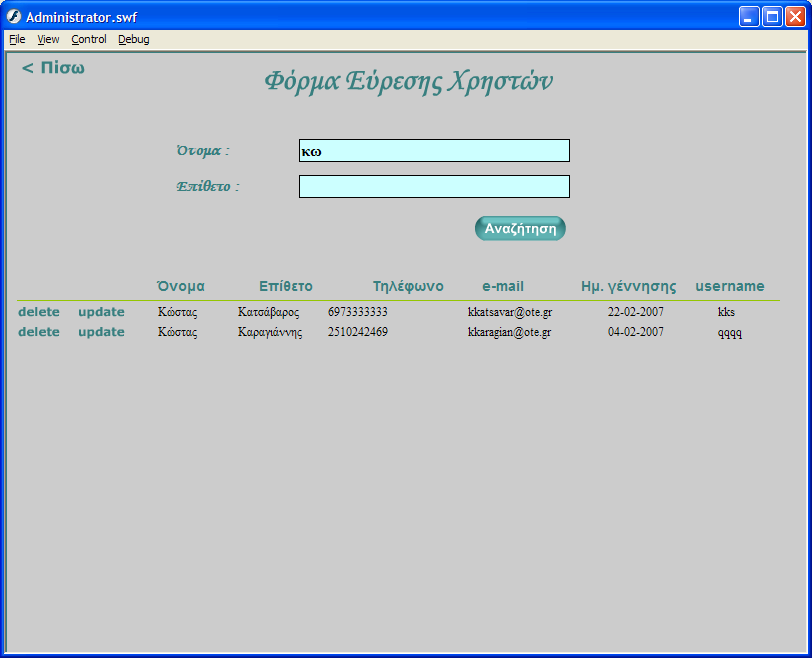 Administrator.swf
File View Control Debug
< Πίσω
Φόρμα Εύρεσης Χρηστών
Όνομα :
κω
Επίθετο :
Αναζήτηση
Όνομα Επίθετο Τηλέφωνο e-mail Ημ. γέννησης username
delete update Κώστας Κατσάβαρος 6973333333 kkatsavar@ote.gr 22-02-2007 kks
delete update Κώστας Καραγιάννης 2510242469 kkaragian@ote.gr 04-02-2007 qqqq